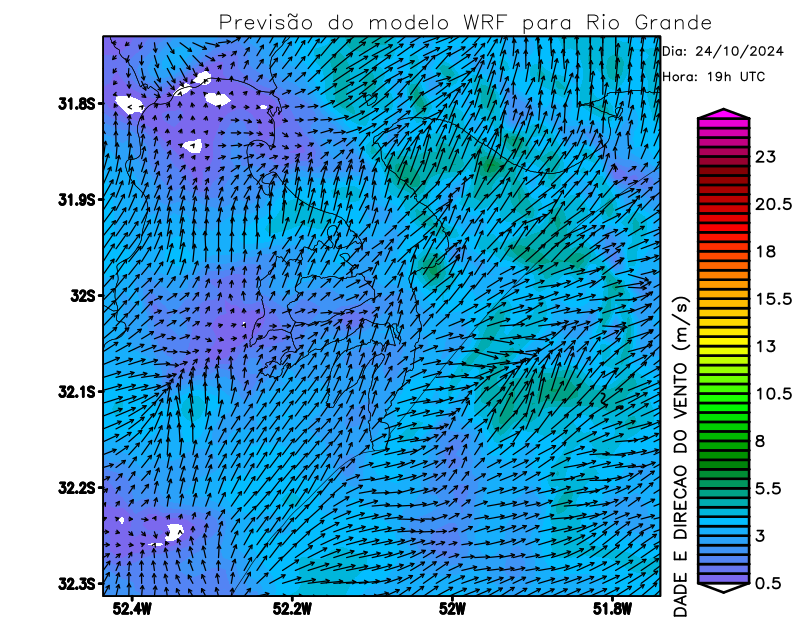 Previsão do modelo WRF para Rio Grande
Dia: 24/10/2024
Hora: 19h UTC
31.8S
31.9S
32S
32.1S
32.2S
32.3S
52.4W
52.2W
52W
51.8W
23
20.5
18
15.5
13
10.5
8
5.5
3
0.5
DADE E DIRECAO DO VENTO (m/s)